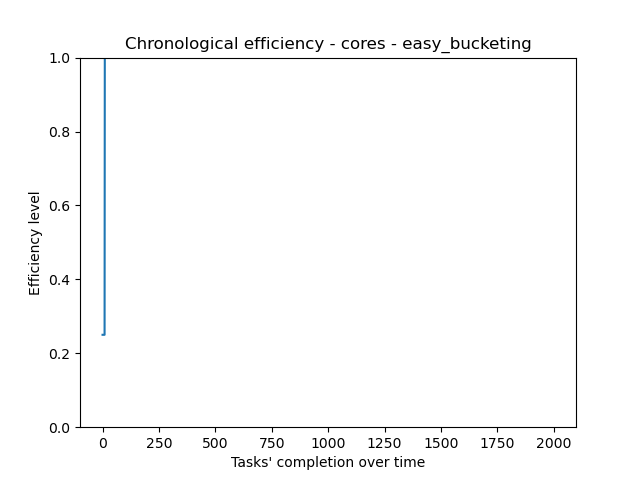 Chronological efficiency - cores - easy_bucketing
1.0
0.8
0.6
0.4
0.2
0.0
Efficiency level
0 250 500 750 1000 1250 1500 1750 2000
Tasks' completion over time